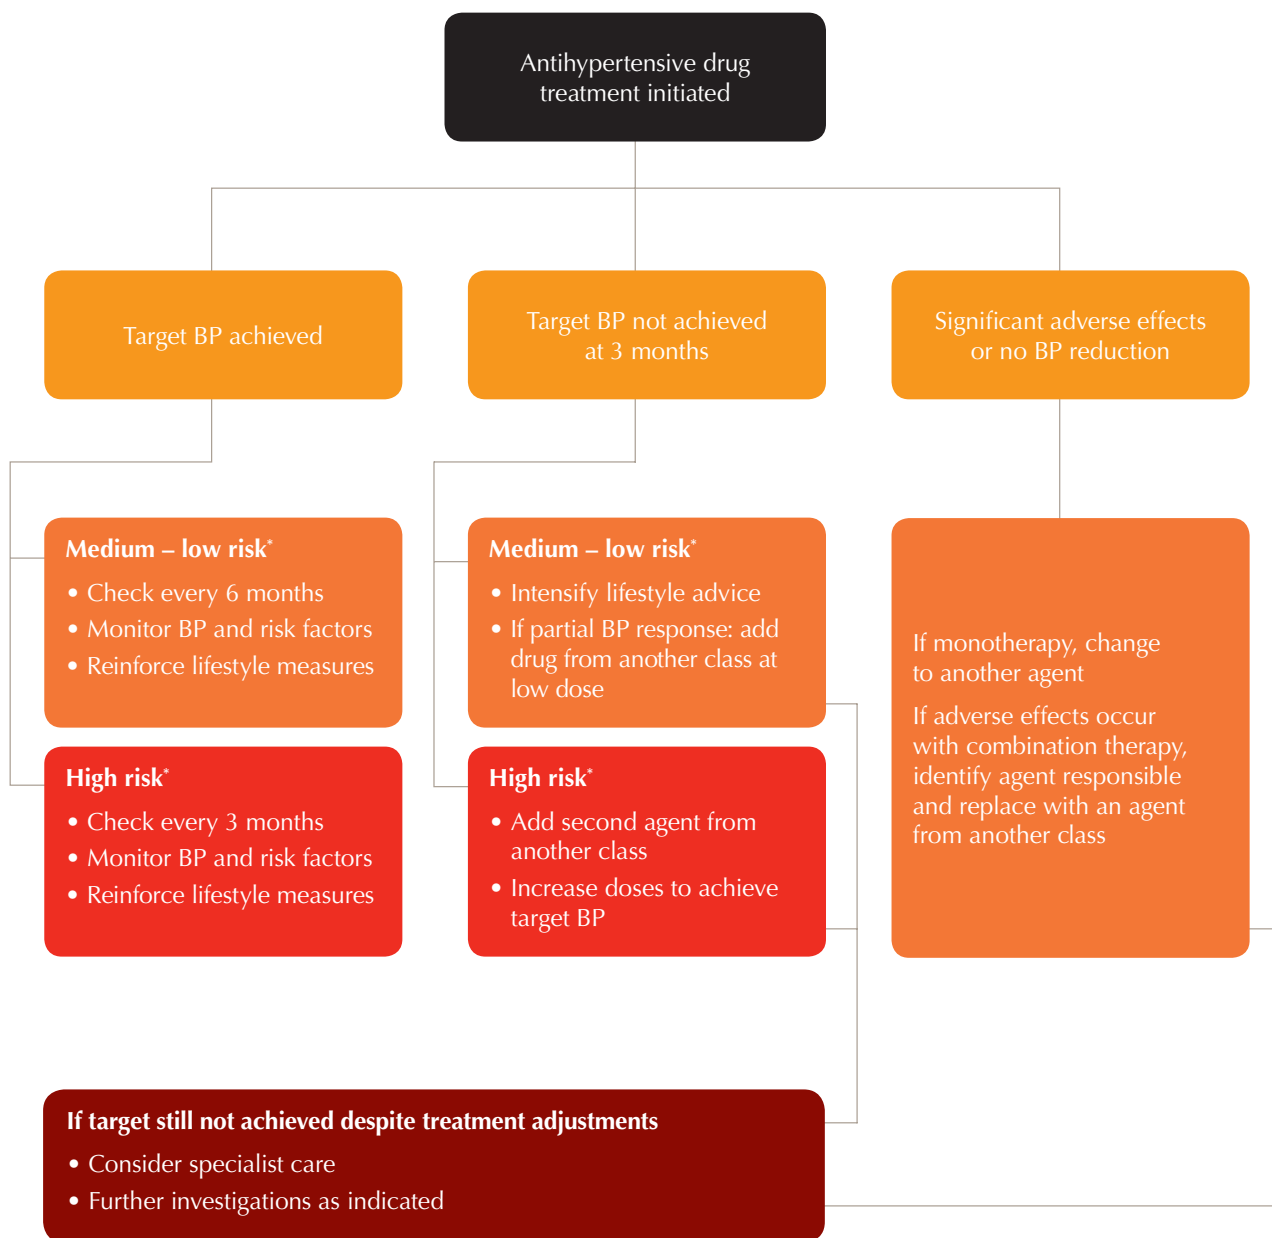 Antihypertensive drug
treatment initiated
Target BP achieved
Target BP not achieved
at 3 months
Significant adverse effects
or no BP reduction
Medium – low risk*
• Check every 6 months
• Monitor BP and risk factors
• Reinforce lifestyle measures
High risk*
• Check every 3 months
• Monitor BP and risk factors
• Reinforce lifestyle measures
Medium – low risk*
• Intensify lifestyle advice
• If partial BP response: add
drug from another class at
low dose
High risk*
• Add second agent from
another class
• Increase doses to achieve
target BP
If monotherapy, change
to another agent
If adverse effects occur
with combination therapy,
identify agent responsible
and replace with an agent
from another class
If target still not achieved despite treatment adjustments
• Consider specialist care
• Further investigations as indicated